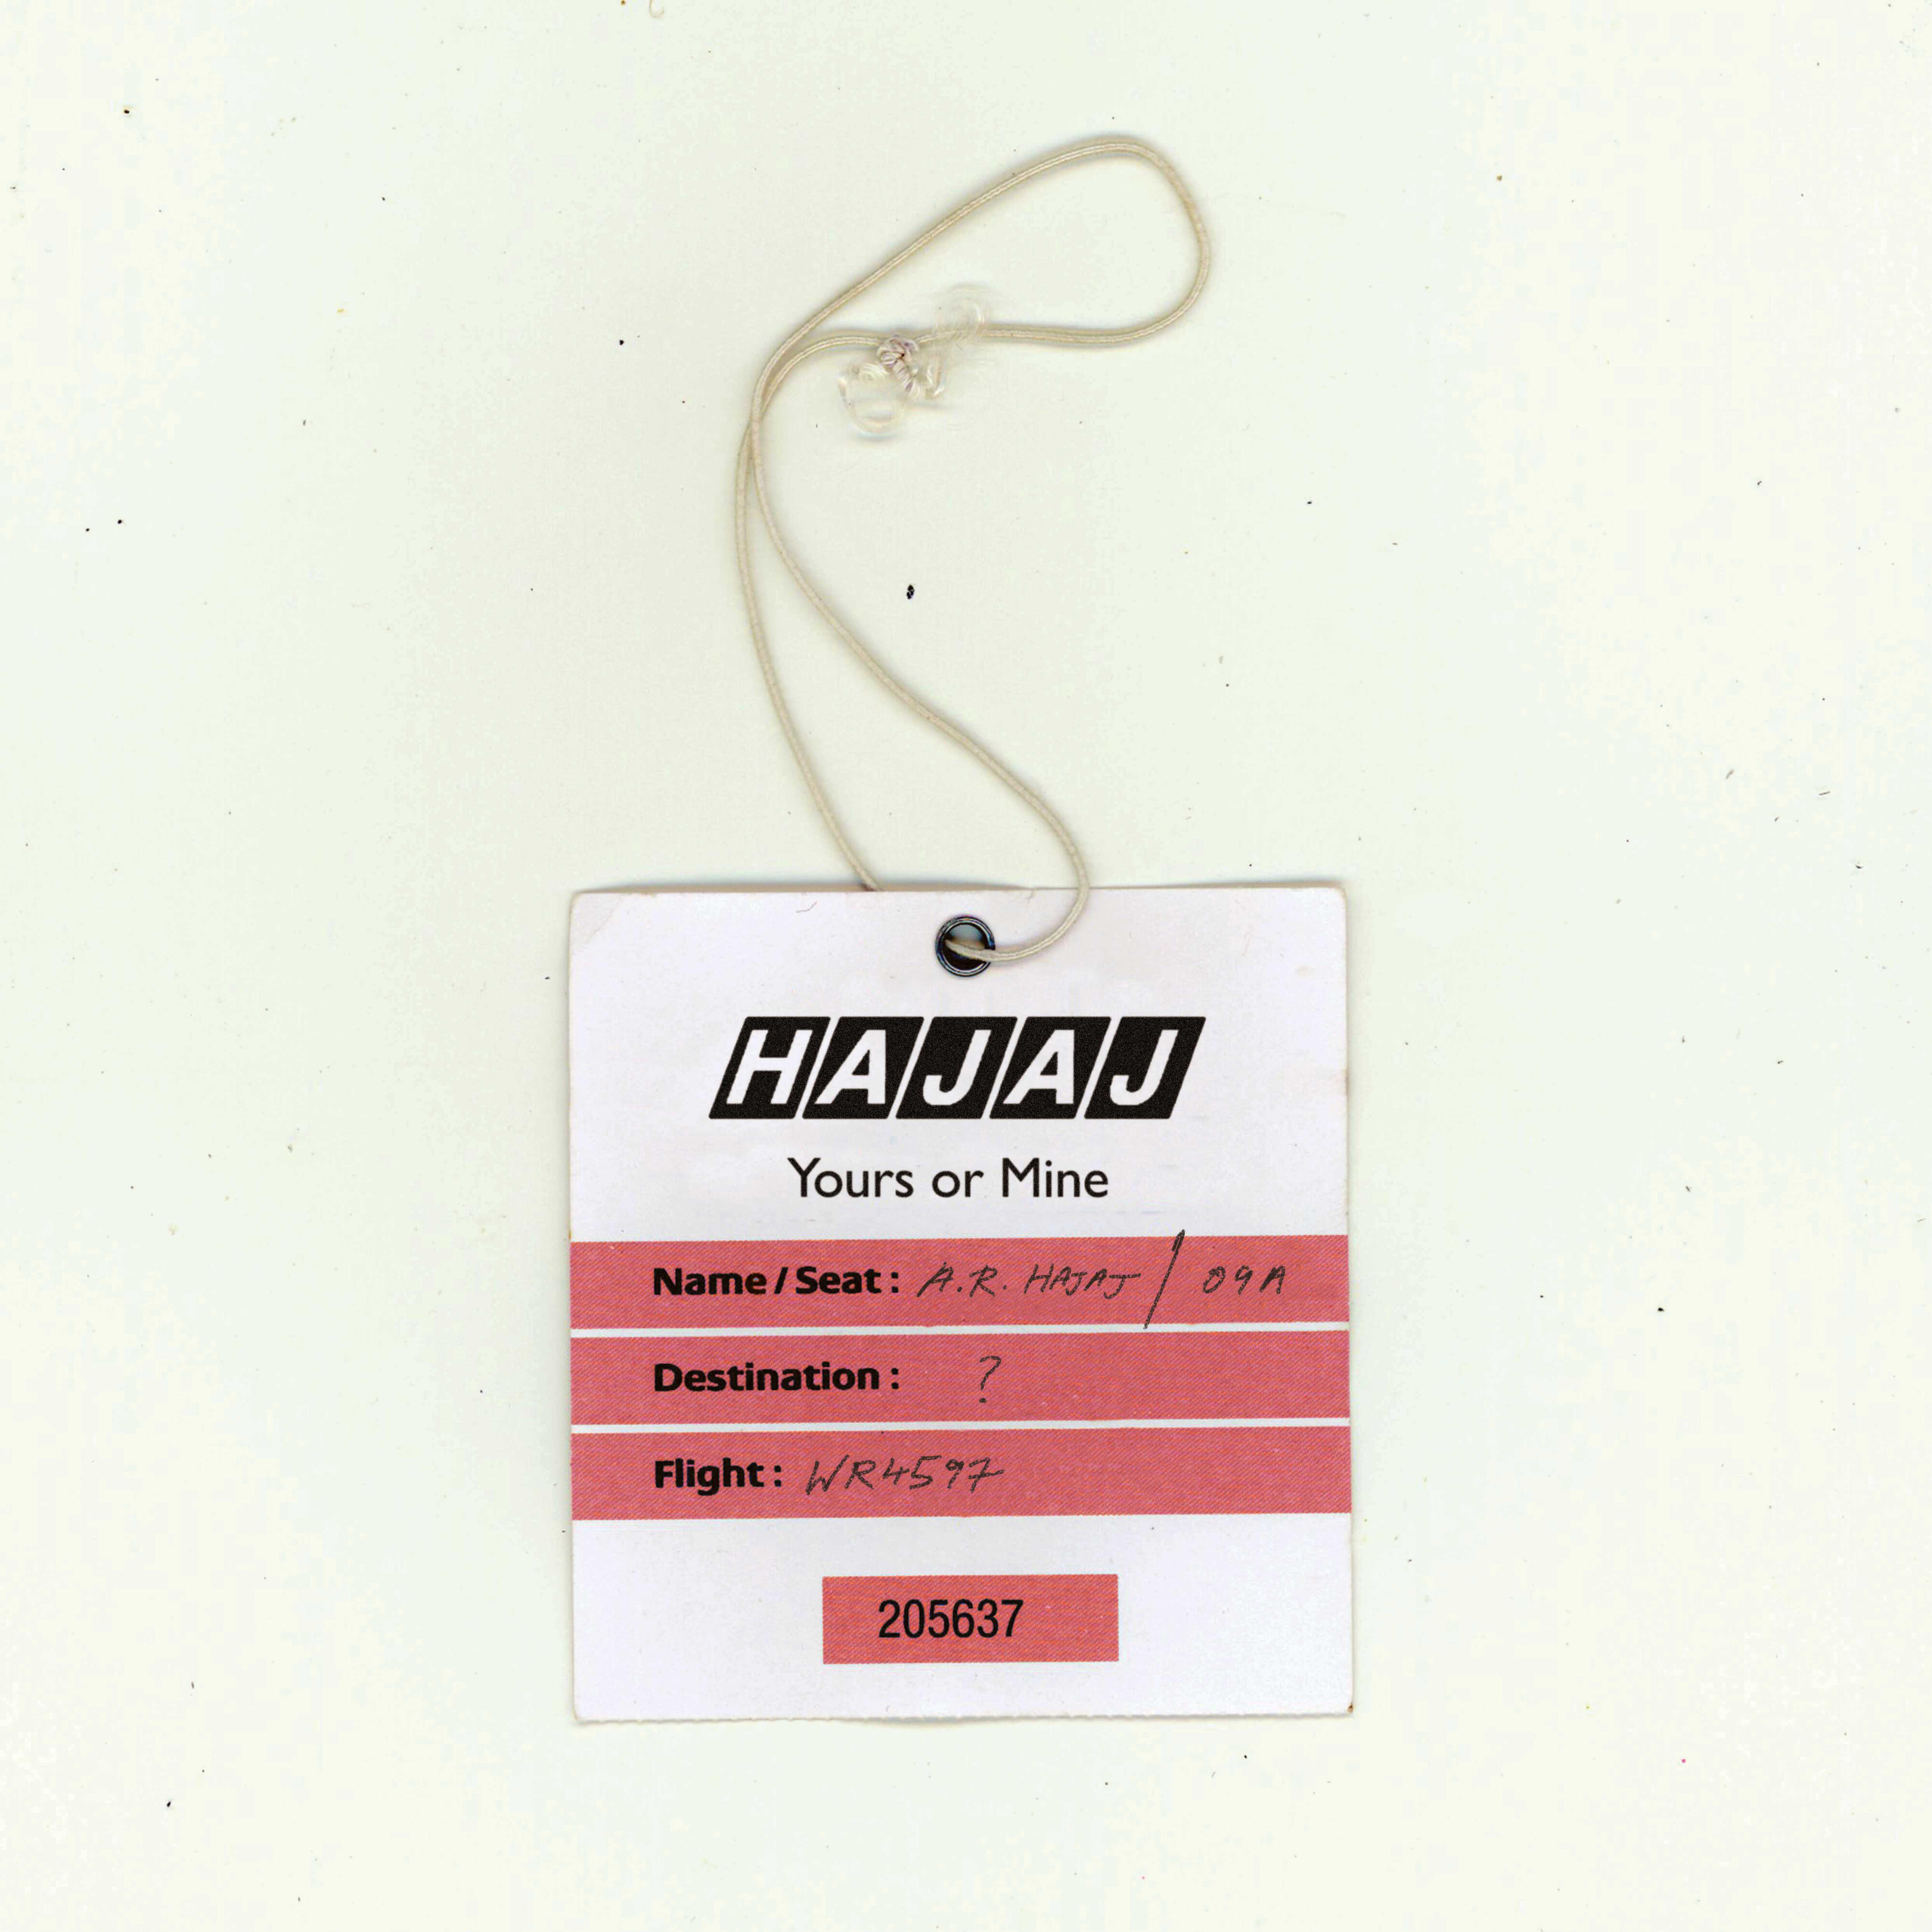 HAJAJ
Yours or Mine
Name / Seat : A.R. HAJAJ / 09A
Destination : ?
Flight : WR4597
205637